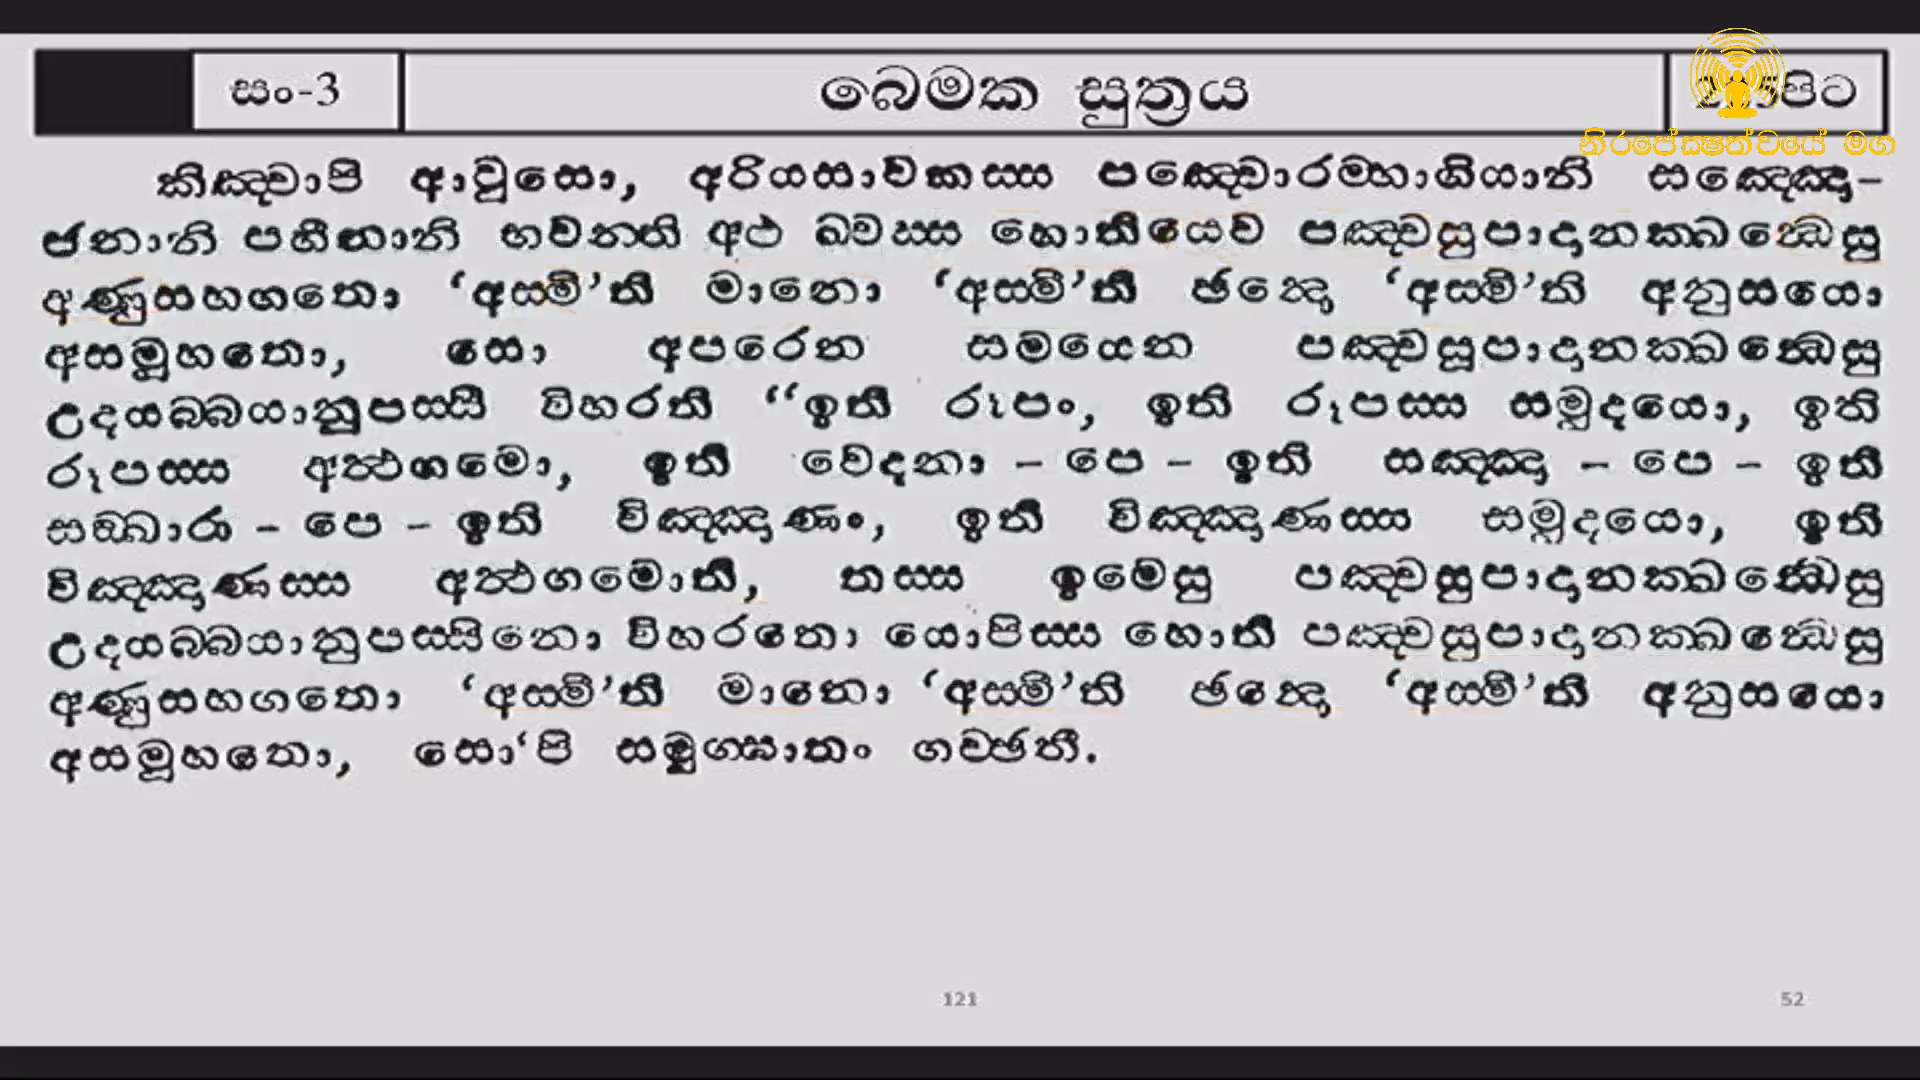 සං-3
ඛෙමක සුත්‍රය
පිට
නිරපේක්ෂත්වයේ මග
කිඤ්චාපි ආවුසො, අරියසාවකස්ස පඤ්චොරම්භාගියානි සඤ්ඤො-
ජනානි පහීනානි භවන්ති අථ ඛ්වස්ස හොතියෙව පඤ්චසුපාදානක්ඛන්ධෙසු
අණුසහගතො ‘අස්මී’ති මානො ‘අස්මී’ති ඡන්දො ‘අස්මී’ති අනුසයො
අසමූහතො, සො අපරෙන සමයෙන පඤ්චසූපාදානක්ඛන්ධෙසු
උදයබ්බයානුපස්සී විහරති “ඉති රූපං, ඉති රූපස්ස සමුදයො, ඉති
රූපස්ස අත්ථගමො, ඉති වේදනා – පෙ – ඉති සඤ්ඤා – පෙ – ඉති
සඞ්ඛාරා – පෙ – ඉති විඤ්ඤාණං, ඉති විඤ්ඤාණස්ස සමුදයො, ඉති
විඤ්ඤාණස්ස අත්ථගමොති, තස්ස ඉමෙසු පඤ්චසුපාදානක්ඛන්ධෙසු
උදයබ්බයානුපස්සිනො විහරතො යොපිස්ස හොති පඤ්චසුපාදානක්ඛන්ධෙසු
අණුසහගතො ‘අස්මී’ති මානො ‘අස්මී’ති ඡන්දො ‘අස්මී’ති අනුසයො
අසමූහතො, සො‘පි සමුග්ඝාතං ගච්ඡති.
121
52